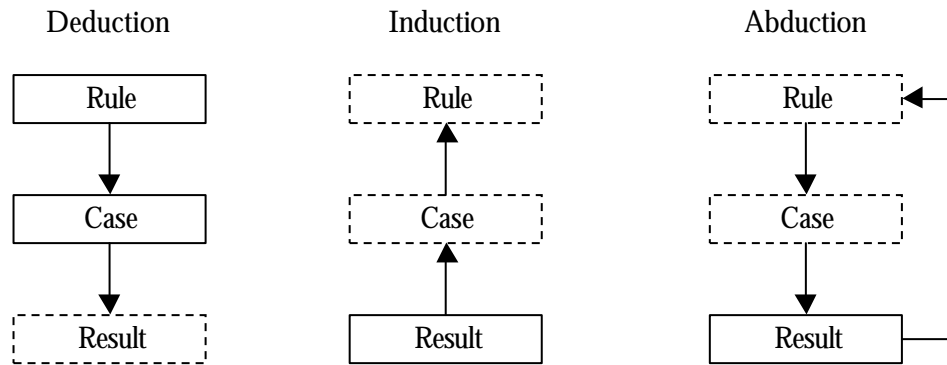 Deduction Induction Abduction
Rule Rule Rule
Case Case Case
Result Result Result